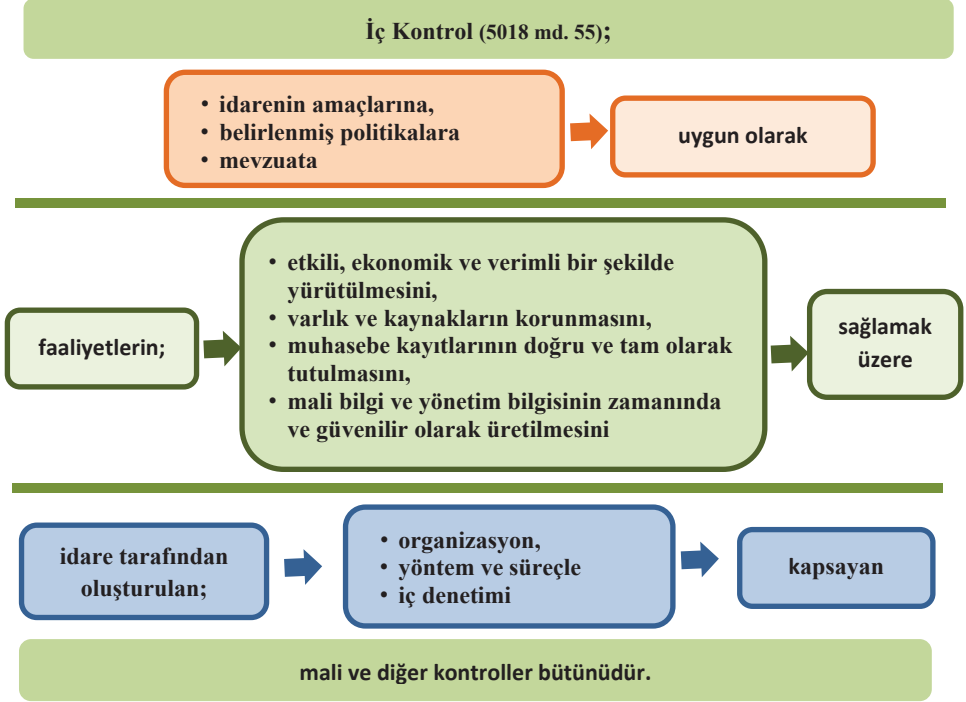 İç Kontrol (5018 md. 55);
• idarenin amaçlarına,
• belirlenmiş politikalara
• mevzuata
uygun olarak
faaliyetlerin;
• etkili, ekonomik ve verimli bir şekilde
yürütülmesini,
• varlık ve kaynakların korunmasını,
• muhasebe kayıtlarının doğru ve tam olarak
tutulmasını,
• mali bilgi ve yönetim bilgisinin zamanında
ve güvenilir olarak üretilmesini
sağlamak
üzere
idare tarafından
oluşturulan;
• organizasyon,
• yöntem ve süreçle
• iç denetimi
kapsayan
mali ve diğer kontroller bütünüdür.